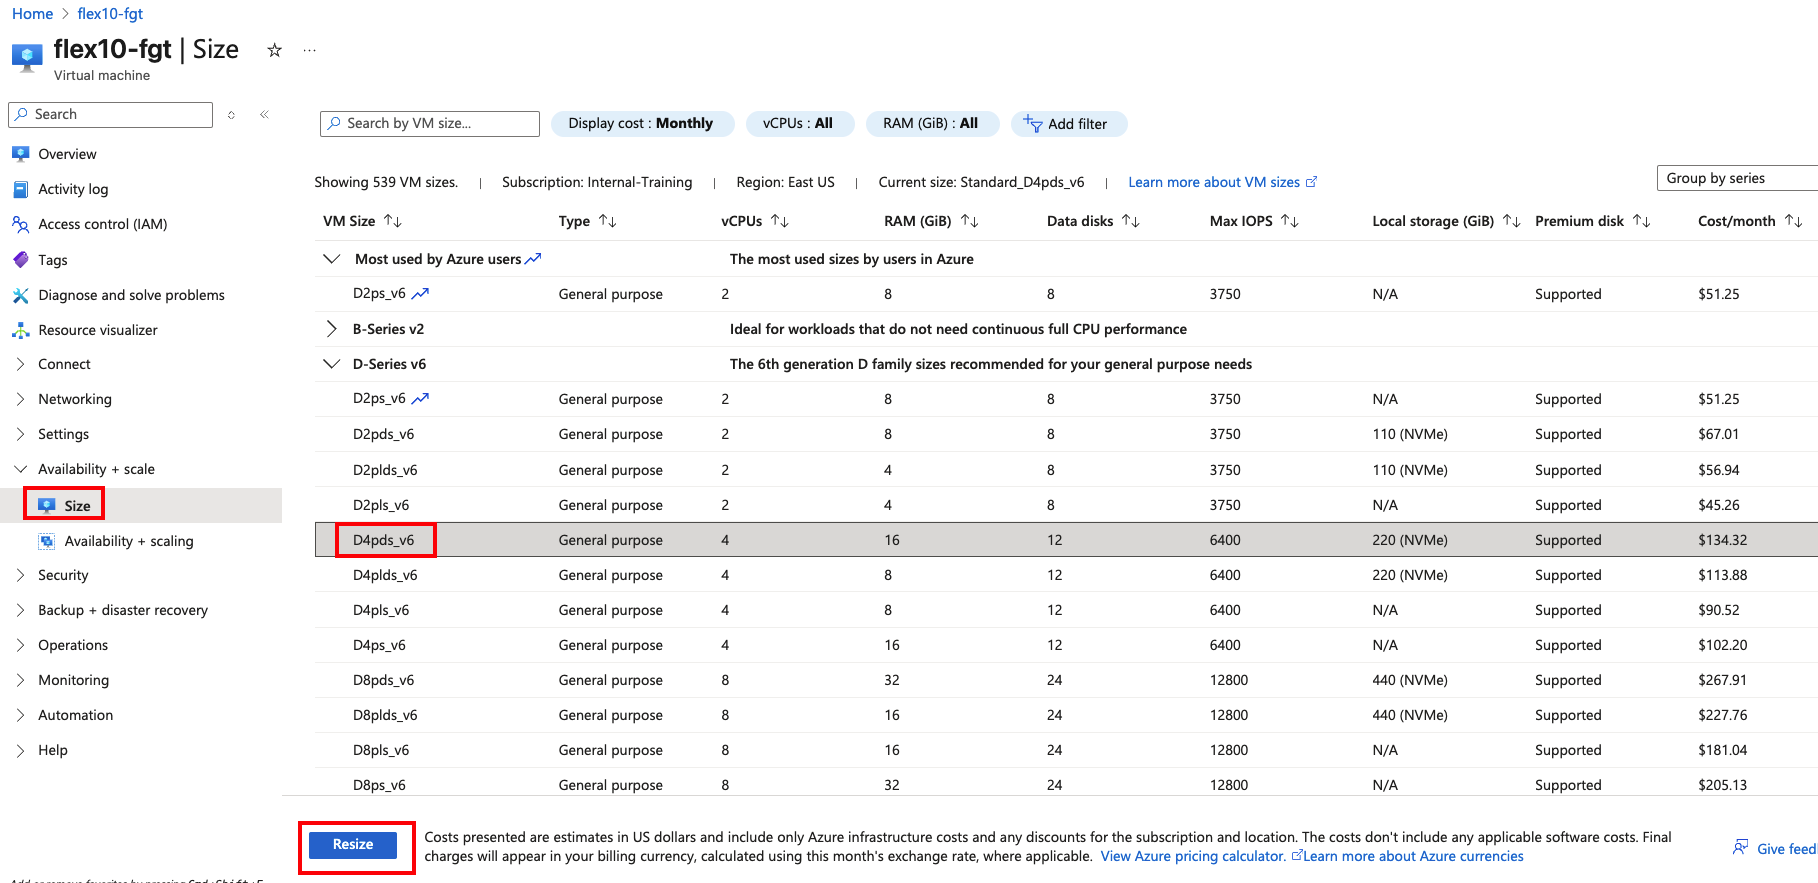 Home > flex10-fgt
flex10-fgt | Size
Virtual machine
Search
Overview
Activity log
Access control (IAM)
Tags
Diagnose and solve problems
Resource visualizer
Connect
Networking
Settings
Availability + scale
Size
Availability + scaling
Security
Backup + disaster recovery
Operations
Monitoring
Automation
Help
Search by VM size...
Display cost : Monthly
vCPUs : All
RAM (GiB) : All
Add filter
Showing 539 VM sizes. | Subscription: Internal-Training | Region: East US | Current size: Standard_D4pds_v6 | Learn more about VM sizes
Group by series
VM Size Type vCPUs RAM (GiB) Data disks Max IOPS Local storage (GiB) Premium disk Cost/month
Most used by Azure users The most used sizes by users in Azure
D2ps_v6 General purpose 2 8 8 3750 N/A Supported $51.25
B-Series v2 Ideal for workloads that do not need continuous full CPU performance
D-Series v6 The 6th generation D family sizes recommended for your general purpose needs
D2ps_v6 General purpose 2 8 8 3750 N/A Supported $51.25
D2pds_v6 General purpose 2 8 8 3750 110 (NVMe) Supported $67.01
D2plds_v6 General purpose 2 4 8 3750 110 (NVMe) Supported $56.94
D2pls_v6 General purpose 2 4 8 3750 N/A Supported $45.26
D4pds_v6 General purpose 4 16 12 6400 220 (NVMe) Supported $134.32
D4plds_v6 General purpose 4 8 12 6400 220 (NVMe) Supported $113.88
D4pls_v6 General purpose 4 8 12 6400 N/A Supported $90.52
D4ps_v6 General purpose 4 16 12 6400 N/A Supported $102.20
D8pds_v6 General purpose 8 32 24 12800 440 (NVMe) Supported $267.91
D8plds_v6 General purpose 8 16 24 12800 440 (NVMe) Supported $227.76
D8pls_v6 General purpose 8 16 24 12800 N/A Supported $181.04
D8ps_v6 General purpose 8 32 24 12800 N/A Supported $205.13
Resize
Costs presented are estimates in US dollars and include only Azure infrastructure costs and any discounts for the subscription and location. The costs don't include any applicable software costs. Final
charges will appear in your billing currency, calculated using this month's exchange rate, where applicable. View Azure pricing calculator. Learn more about Azure currencies
Give feed